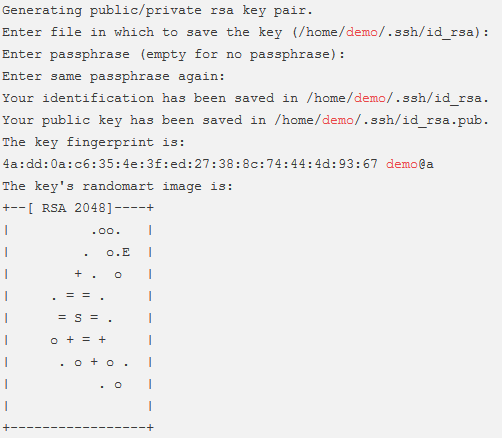 Generating public/private rsa key pair.
Enter file in which to save the key (/home/demo/.ssh/id_rsa):
Enter passphrase (empty for no passphrase):
Enter same passphrase again:
Your identification has been saved in /home/demo/.ssh/id_rsa.
Your public key has been saved in /home/demo/.ssh/id_rsa.pub.
The key fingerprint is:
4a:dd:0a:c6:35:4e:3f:ed:27:38:8c:74:44:4d:93:67 demo@a
The key's randomart image is:
+--[ RSA 2048]----+
|          .oo.   |
|         .  o.E  |
|        + .  o   |
|     . = = .     |
|      = S = .    |
|     o + = +     |
|      . o + o .  |
|           . o   |
|                 |
+-----------------+